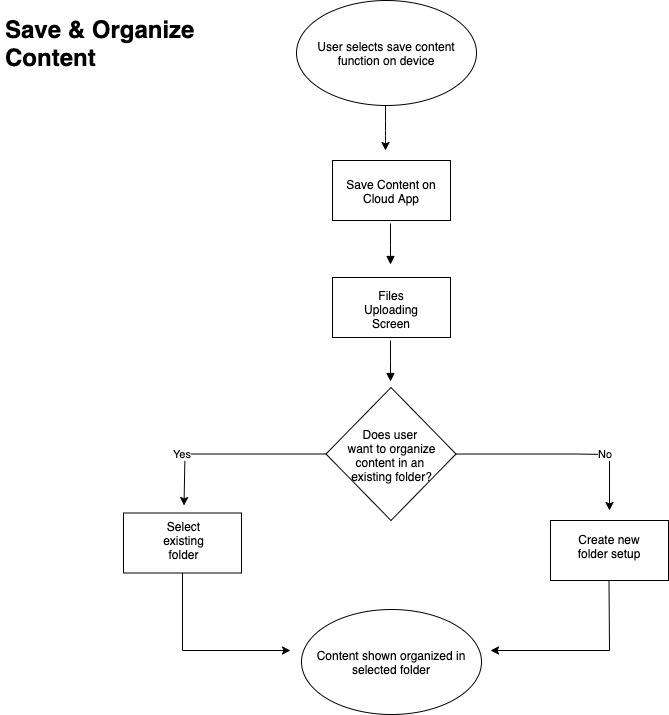 Save & Organize
Content
User selects save content
function on device
Save Content on
Cloud App
Files
Uploading
Screen
Does user
want to organize
content in an
existing folder?
Yes
No
Select
existing
folder
Create new
folder setup
Content shown organized in
selected folder